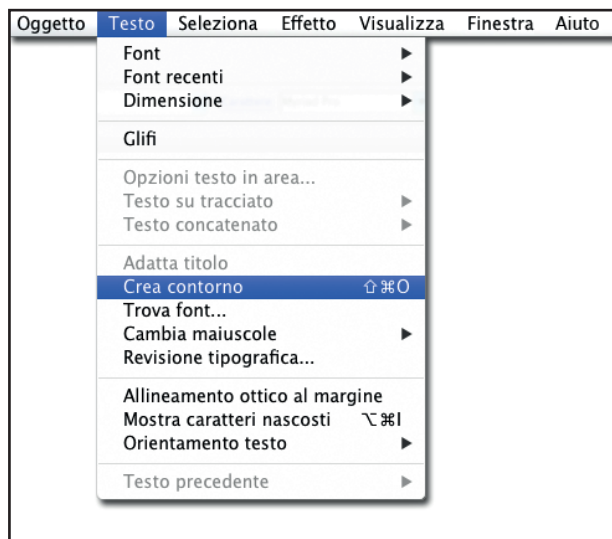 Oggetto Testo Seleziona Effetto Visualizza Finestra Aiuto
Font ▶
Font recenti ▶
Dimensione ▶
Glifi
Opzioni testo in area...
Testo su tracciato ▶
Testo concatenato ▶
Adatta titolo
Crea contorno ⇧⌘O
Trova font...
Cambia maiuscole ▶
Revisione tipografica...
Allineamento ottico al margine
Mostra caratteri nascosti ⌥⌘I
Orientamento testo ▶
Testo precedente ▶